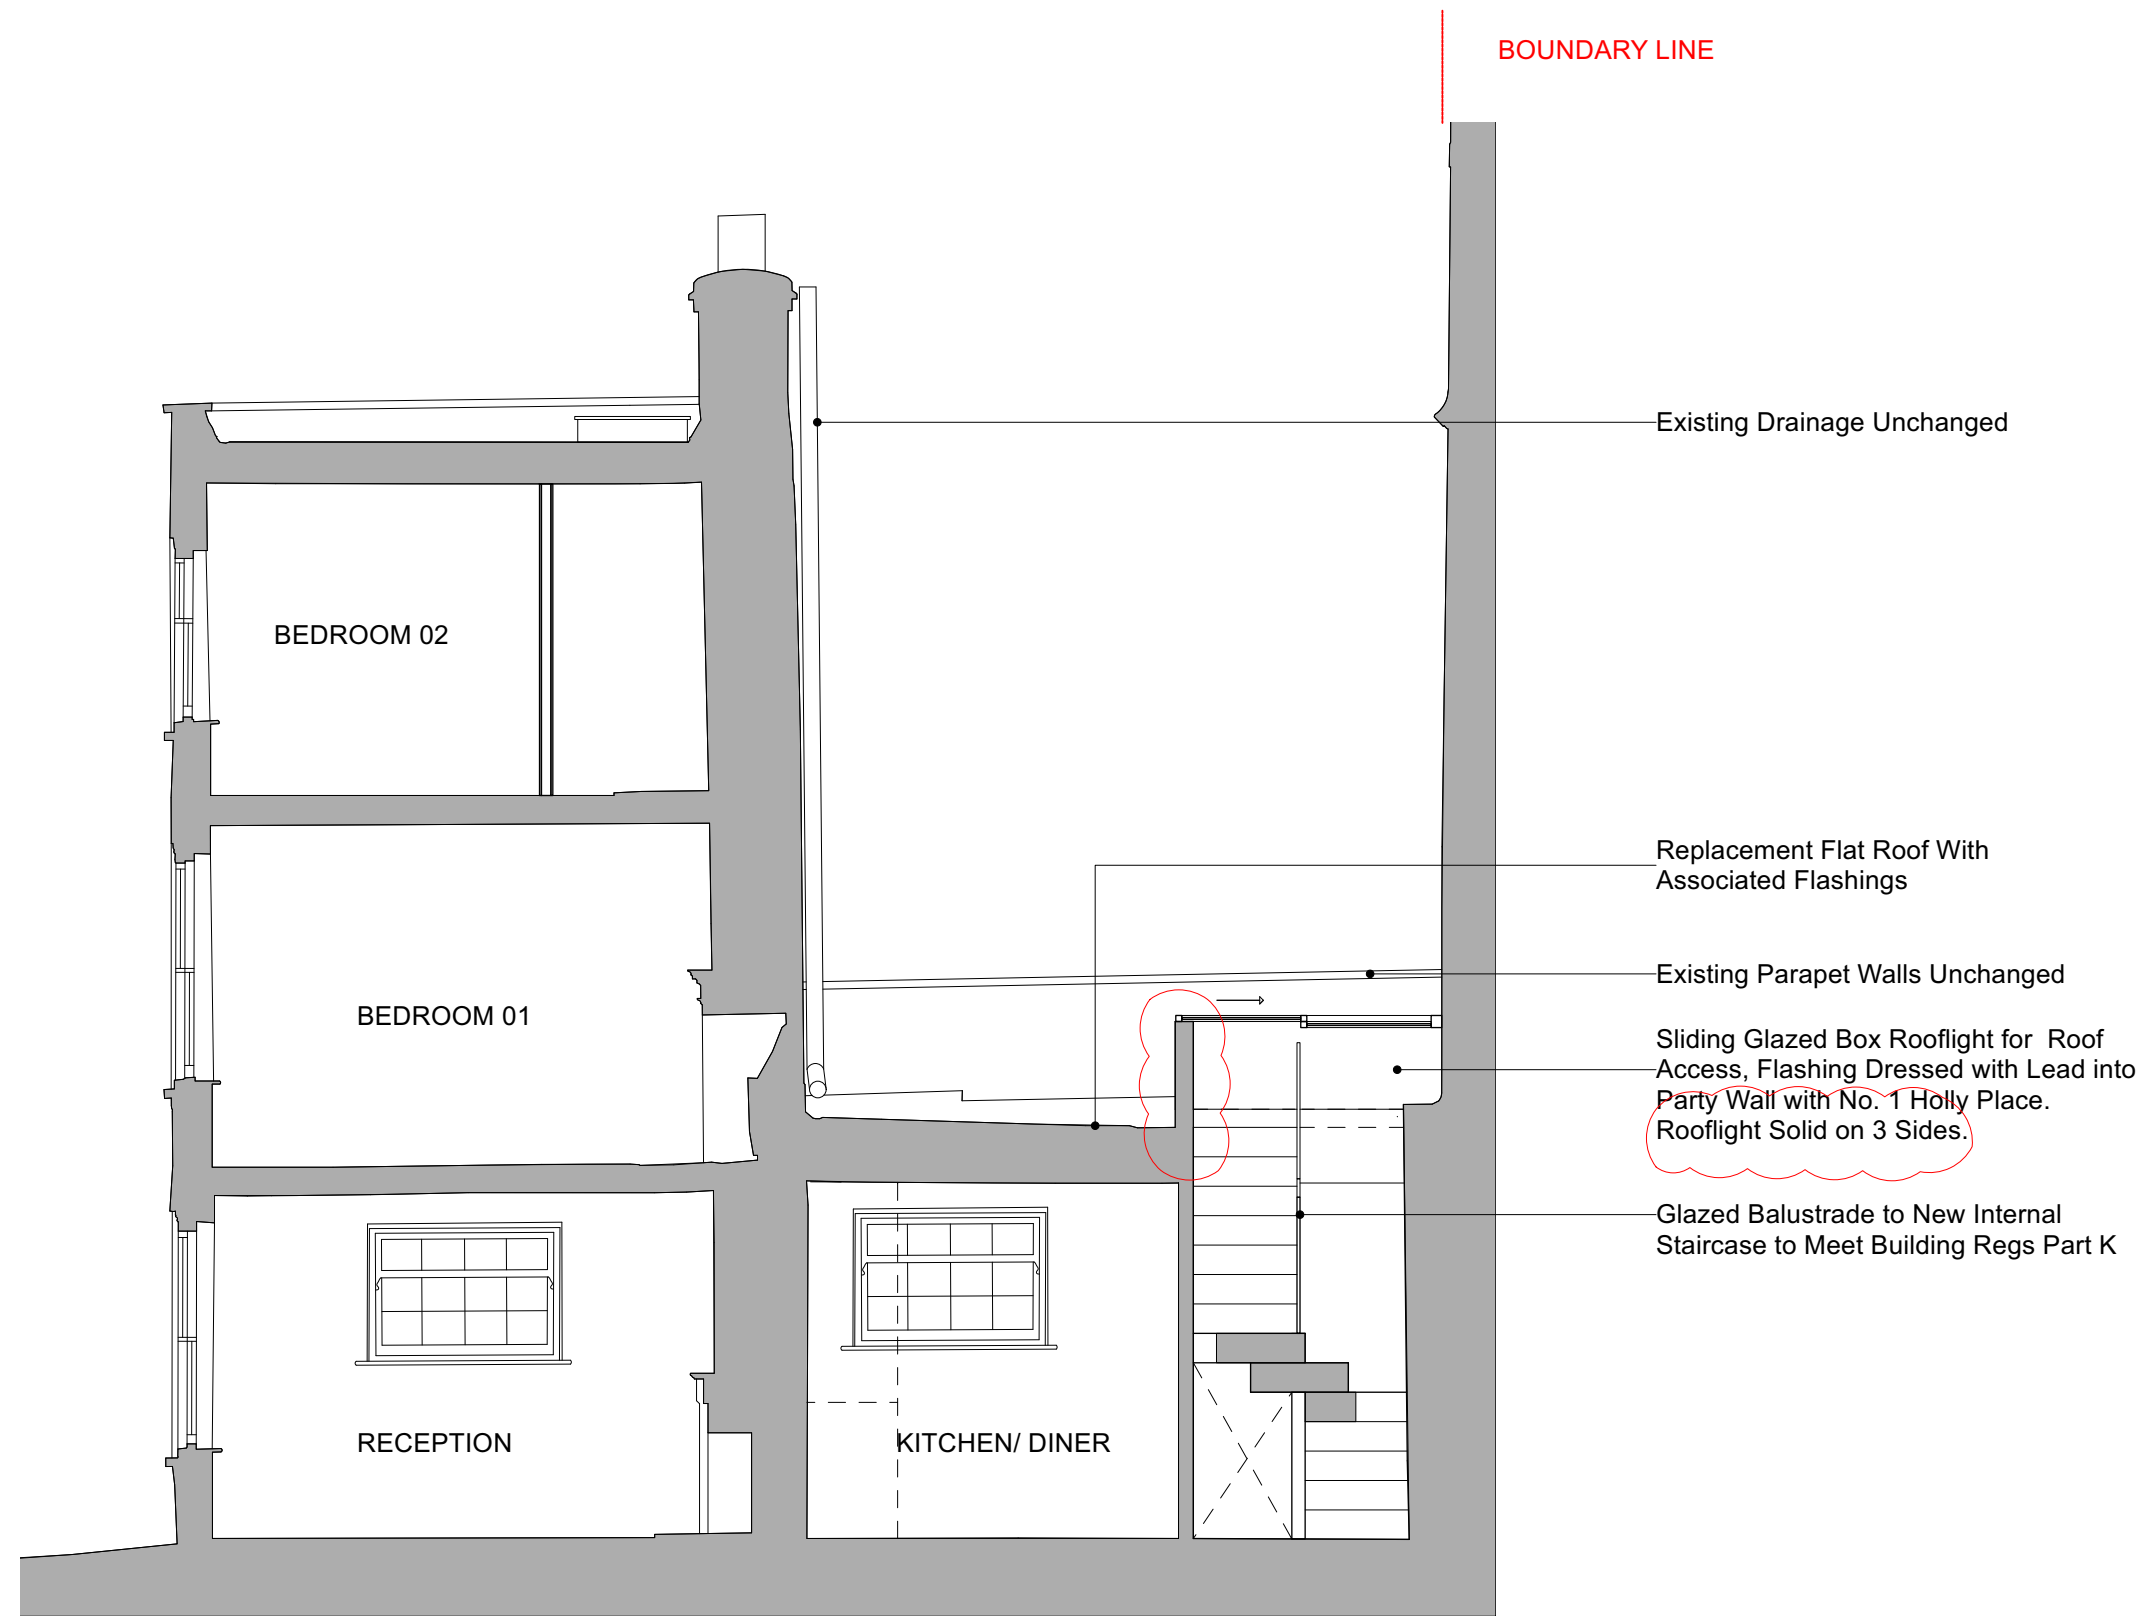 BOUNDARY LINE
Existing Drainage Unchanged
BEDROOM 02
Replacement Flat Roof With
Associated Flashings
Existing Parapet Walls Unchanged
BEDROOM 01
Sliding Glazed Box Rooflight for Roof
Access, Flashing Dressed with Lead into
Party Wall with No. 1 Holly Place.
Rooflight Solid on 3 Sides.
Glazed Balustrade to New Internal
Staircase to Meet Building Regs Part K
RECEPTION
KITCHEN/ DINER